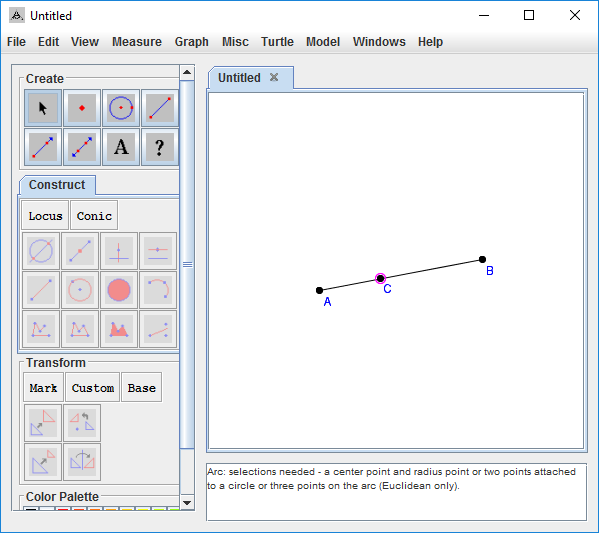 Untitled
File Edit View Measure Graph Misc Turtle Model Windows Help
Create
A ?
Construct
Locus Conic
Transform
Mark Custom Base
Color Palette
Untitled
A
C
B
Arc: selections needed - a center point and radius point or two points attached
to a circle or three points on the arc (Euclidean only).